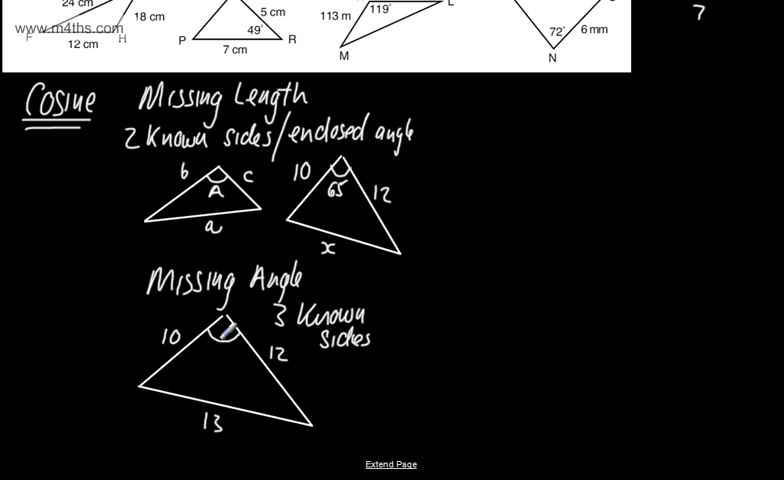 24 cm
18 cm
www.m4ths.com
F
H
12 cm
5 cm
49°
P
R
7 cm
119°
113 m
L
M
72°
6 mm
N
7
Cosine
Missing Length
2 Known sides/enclosed angle
b
c
A
a
10
65
12
x
Missing Angle
3 Known
sides
10
12
13
Extend Page